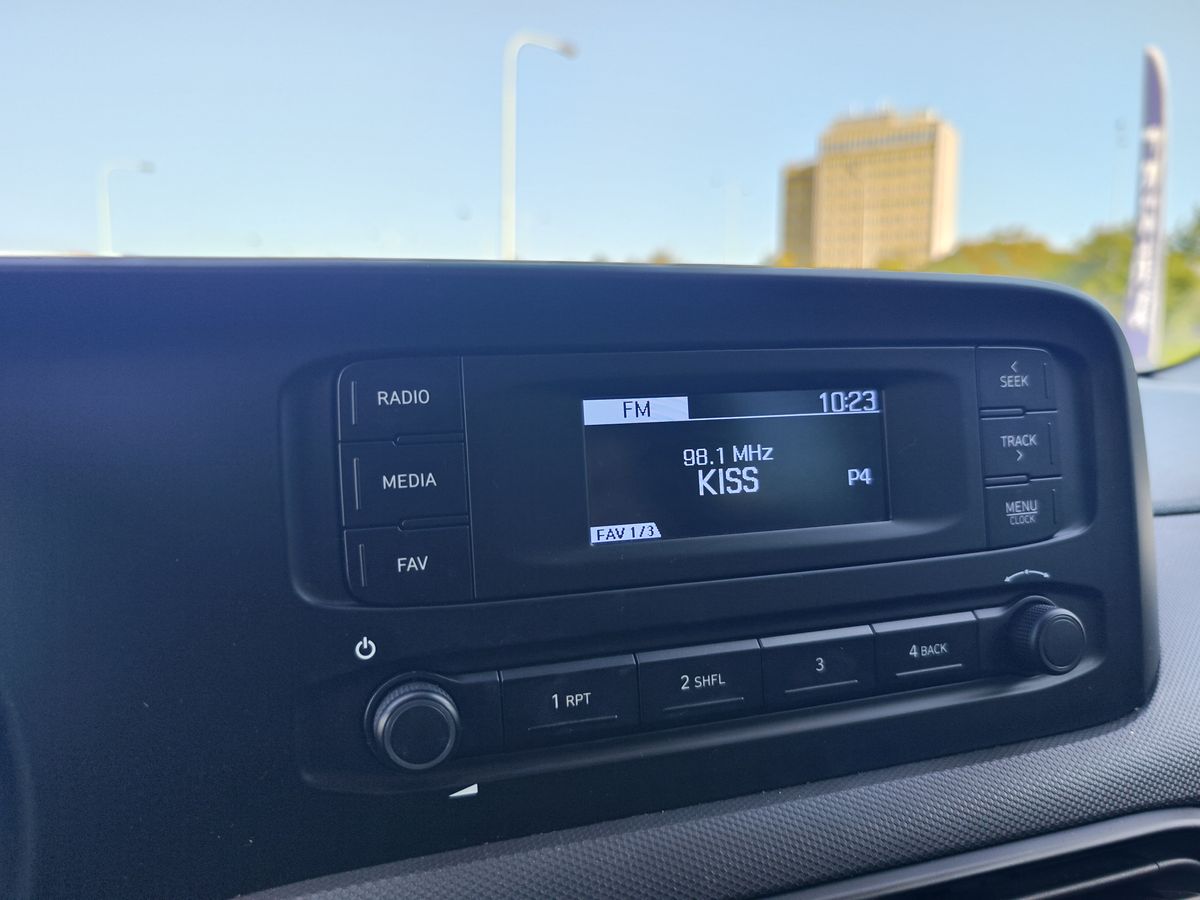 RADIO
MEDIA
FAV
FM 10:23
98.1 MHz
KISS P4
FAV 1/3
< SEEK
TRACK >
MENU
CLOCK
1 RPT
2 SHFL
3
4 BACK